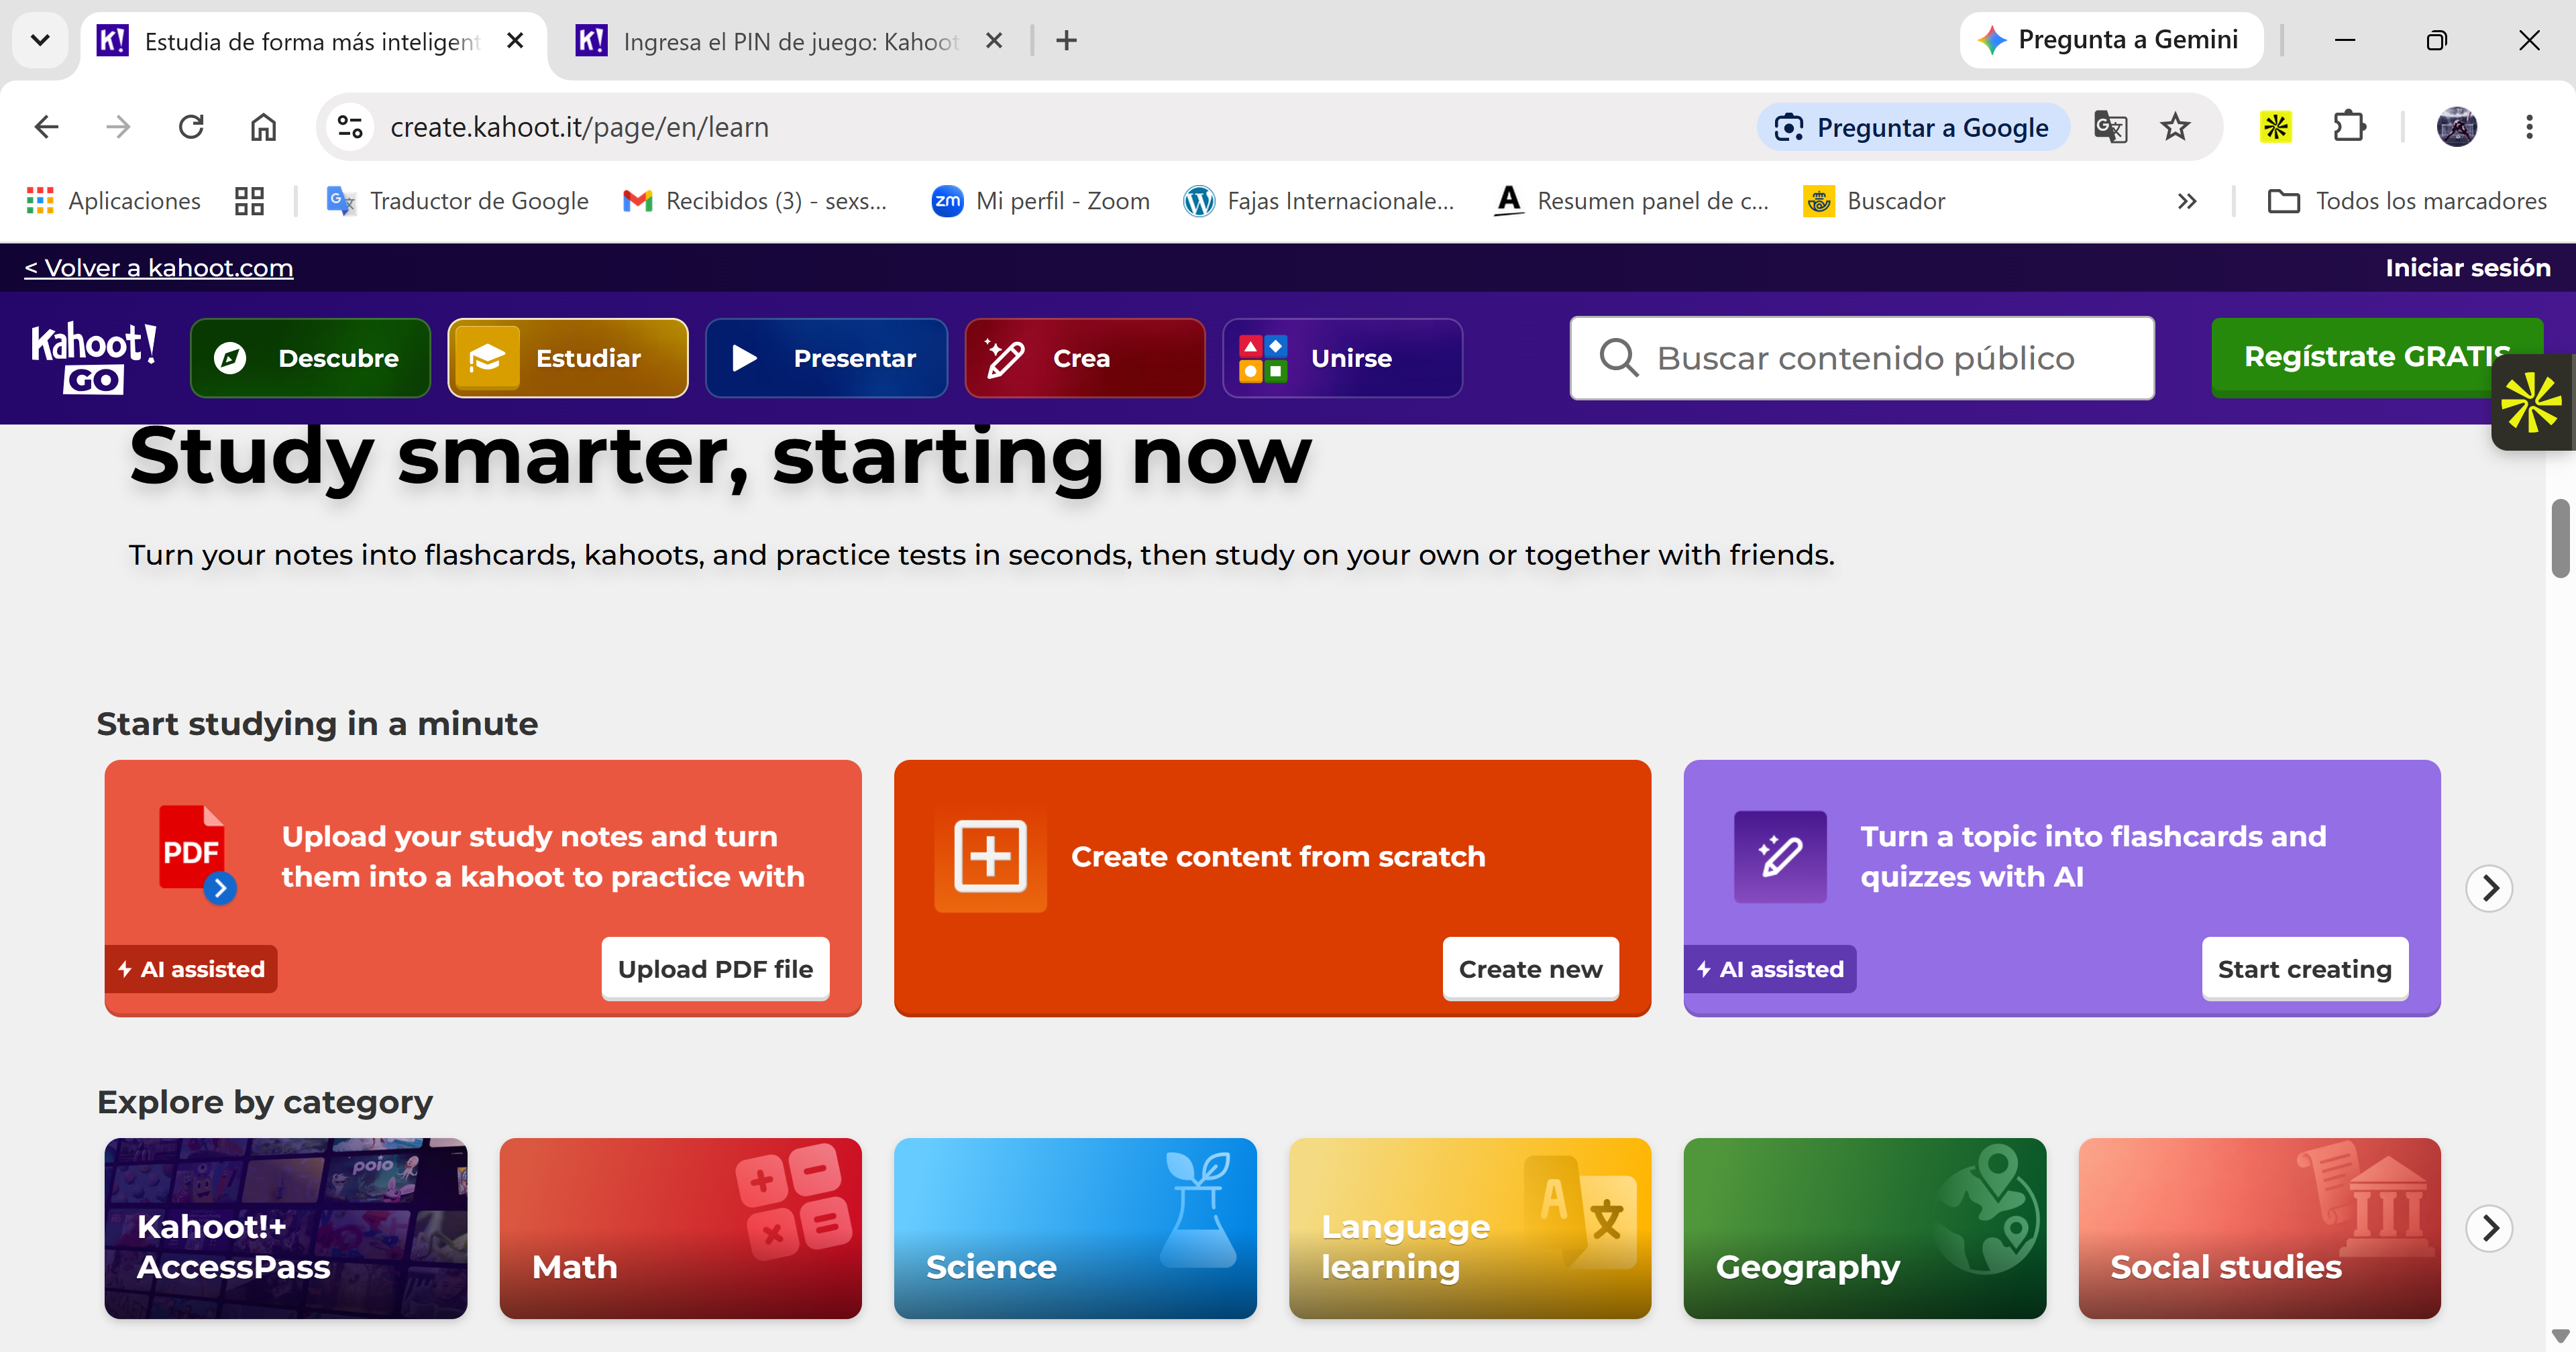 Estudia de forma más inteligent
Ingresa el PIN de juego: Kahoot
Pregunta a Gemini
create.kahoot.it/page/en/learn
Preguntar a Google
Aplicaciones
Traductor de Google
Recibidos (3) - sexs...
zm
Mi perfil - Zoom
Fajas Internacionale...
Resumen panel de c...
Buscador
Todos los marcadores
< Volver a kahoot.com
Iniciar sesión
Kahoot!
GO
Descubre
Estudiar
Presentar
Crea
Unirse
Buscar contenido público
Regístrate GRATIS
Study smarter, starting now
Turn your notes into flashcards, kahoots, and practice tests in seconds, then study on your own or together with friends.
Start studying in a minute
PDF
Upload your study notes and turn
them into a kahoot to practice with
AI assisted
Upload PDF file
Create content from scratch
Create new
Turn a topic into flashcards and
quizzes with AI
AI assisted
Start creating
Explore by category
poio
Kahoot!+
AccessPass
Math
Science
A 文
Language
learning
Geography
Social studies